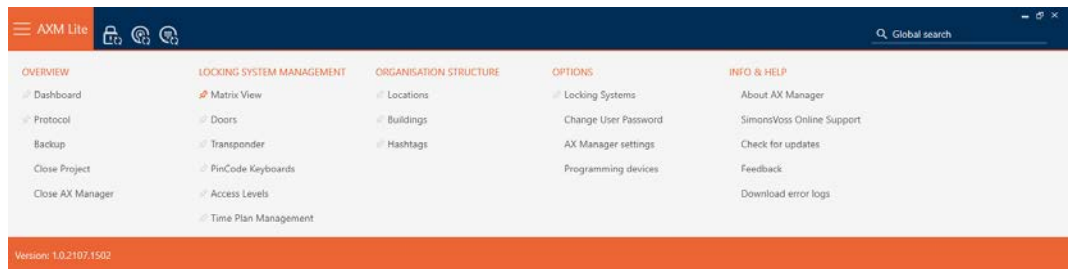 AXM Lite
Global search
OVERVIEW
Dashboard
Protocol
Backup
Close Project
Close AX Manager
LOCKING SYSTEM MANAGEMENT
Matrix View
Doors
Transponder
PinCode Keyboards
Access Levels
Time Plan Management
ORGANISATION STRUCTURE
Locations
Buildings
Hashtags
OPTIONS
Locking Systems
Change User Password
AX Manager settings
Programming devices
INFO & HELP
About AX Manager
SimonsVoss Online Support
Check for updates
Feedback
Download error logs
Version: 1.0.2107.1502